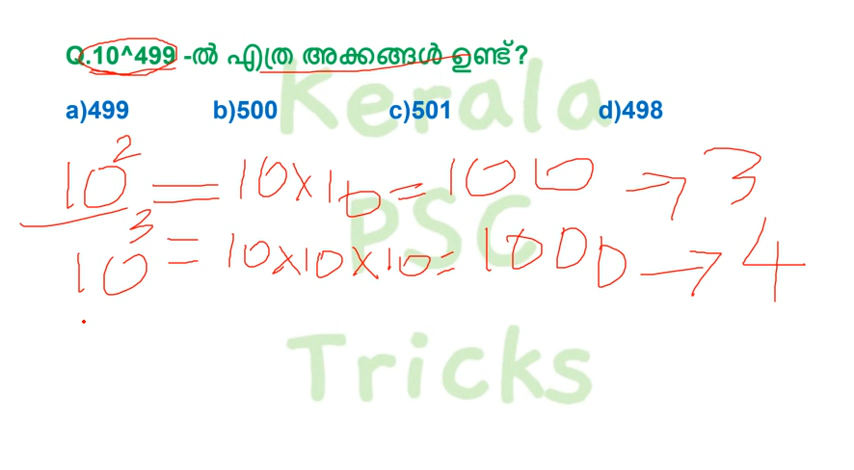 Q.10^499 -ൽ എത്ര അക്കങ്ങൾ ഉണ്ട്?
a)499 b)500 c)501 d)498
10² = 10×10 = 100 → 3
10³ = 10×10×10 = 1000 → 4
Kerala
PSC
Tricks